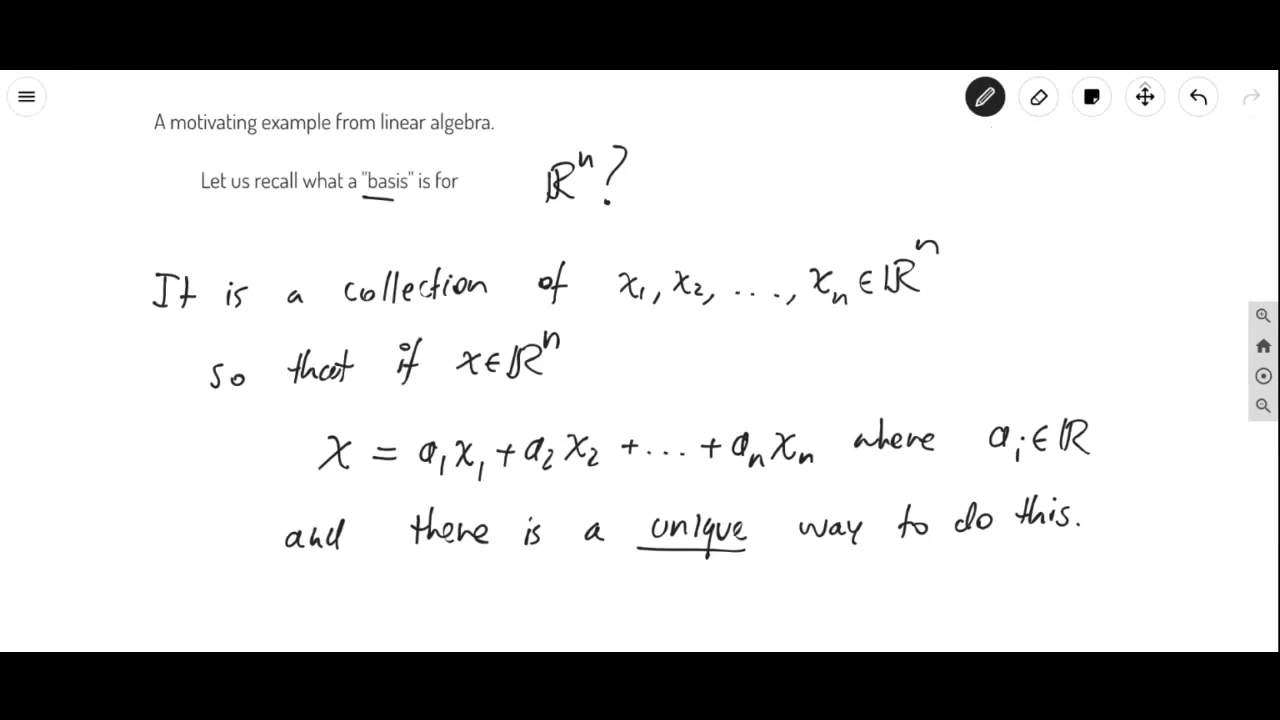 A motivating example from linear algebra.
Let us recall what a "basis" is for ℝⁿ?
It is a collection of x₁, x₂, ..., xₙ ∈ ℝⁿ
so that if x ∈ ℝⁿ
x = a₁x₁ + a₂x₂ + ... + aₙxₙ where aᵢ ∈ ℝ
and there is a unique way to do this.